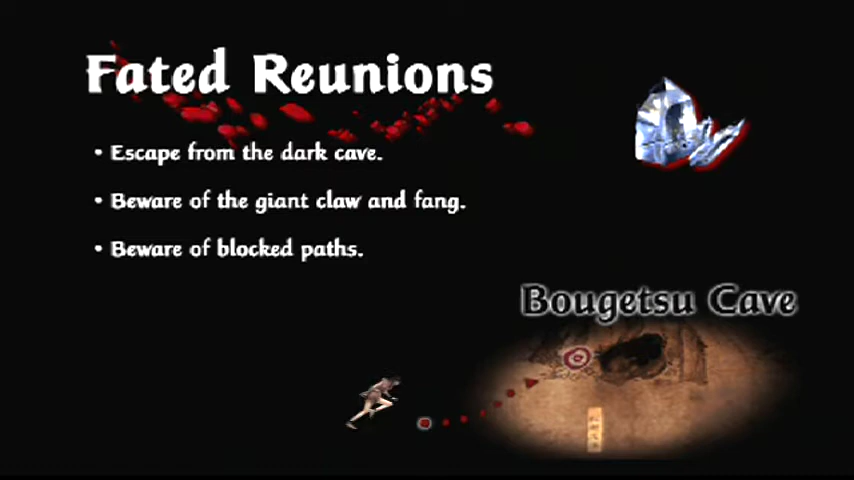 Fated Reunions
• Escape from the dark cave.
• Beware of the giant claw and fang.
• Beware of blocked paths.
Bougetsu Cave